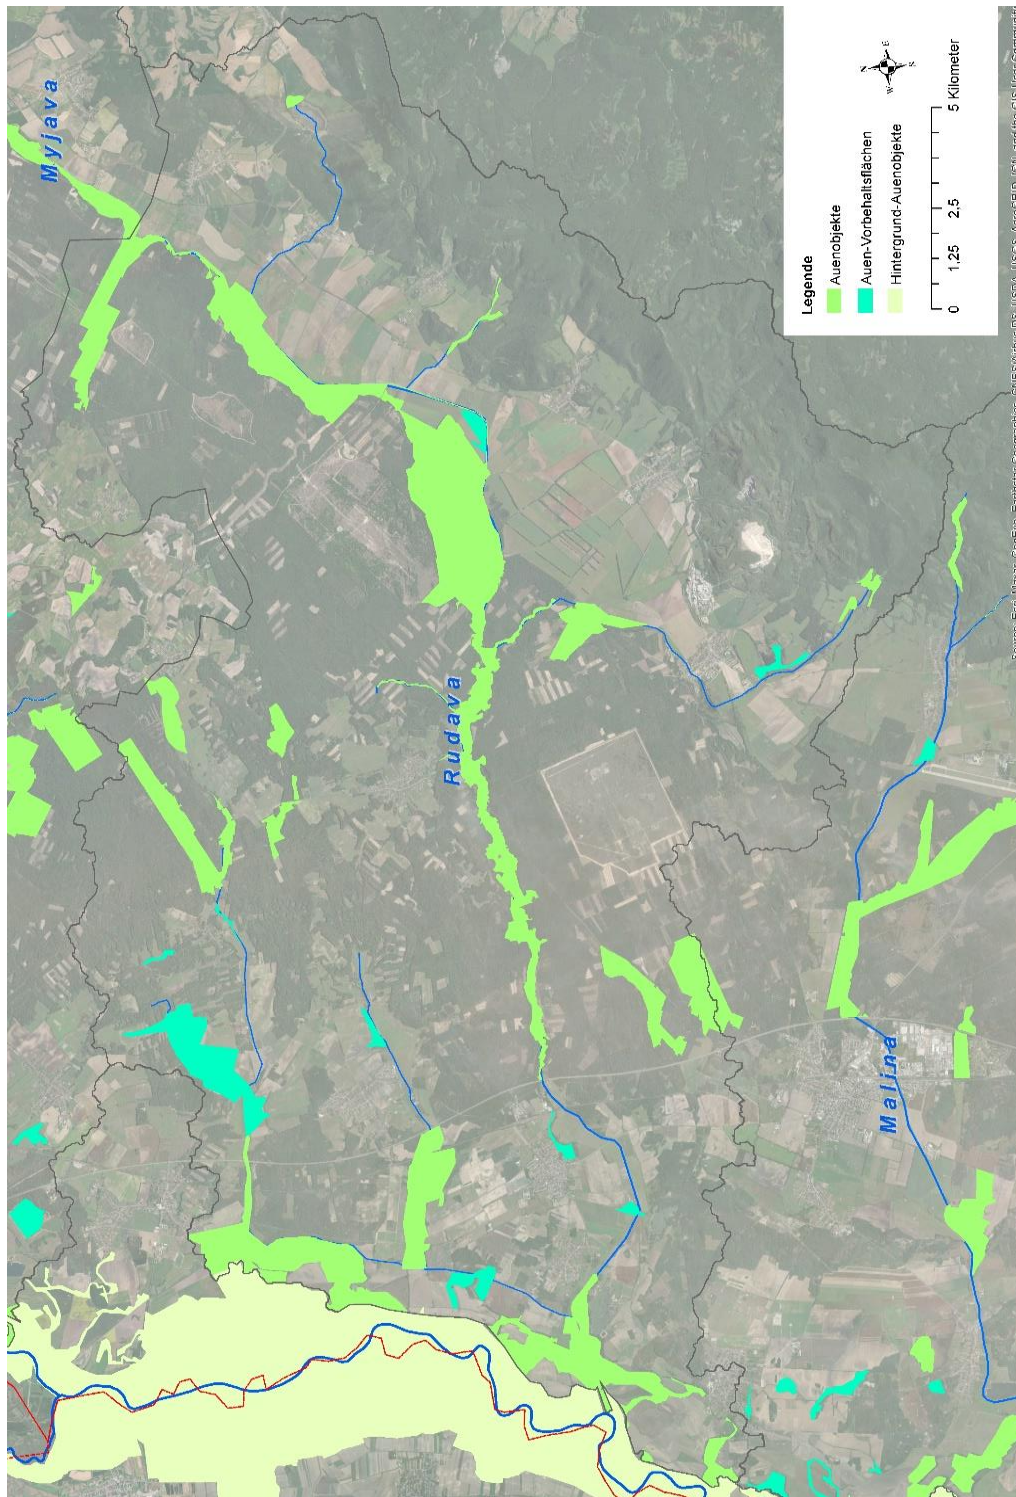 Myjava
Rudava
Malina
Legende
Auenobjekte
Auen-Vorbehaltsflächen
Hintergrund-Auenobjekte
N
E
S
W
0 1,25 2,5 5 Kilometer